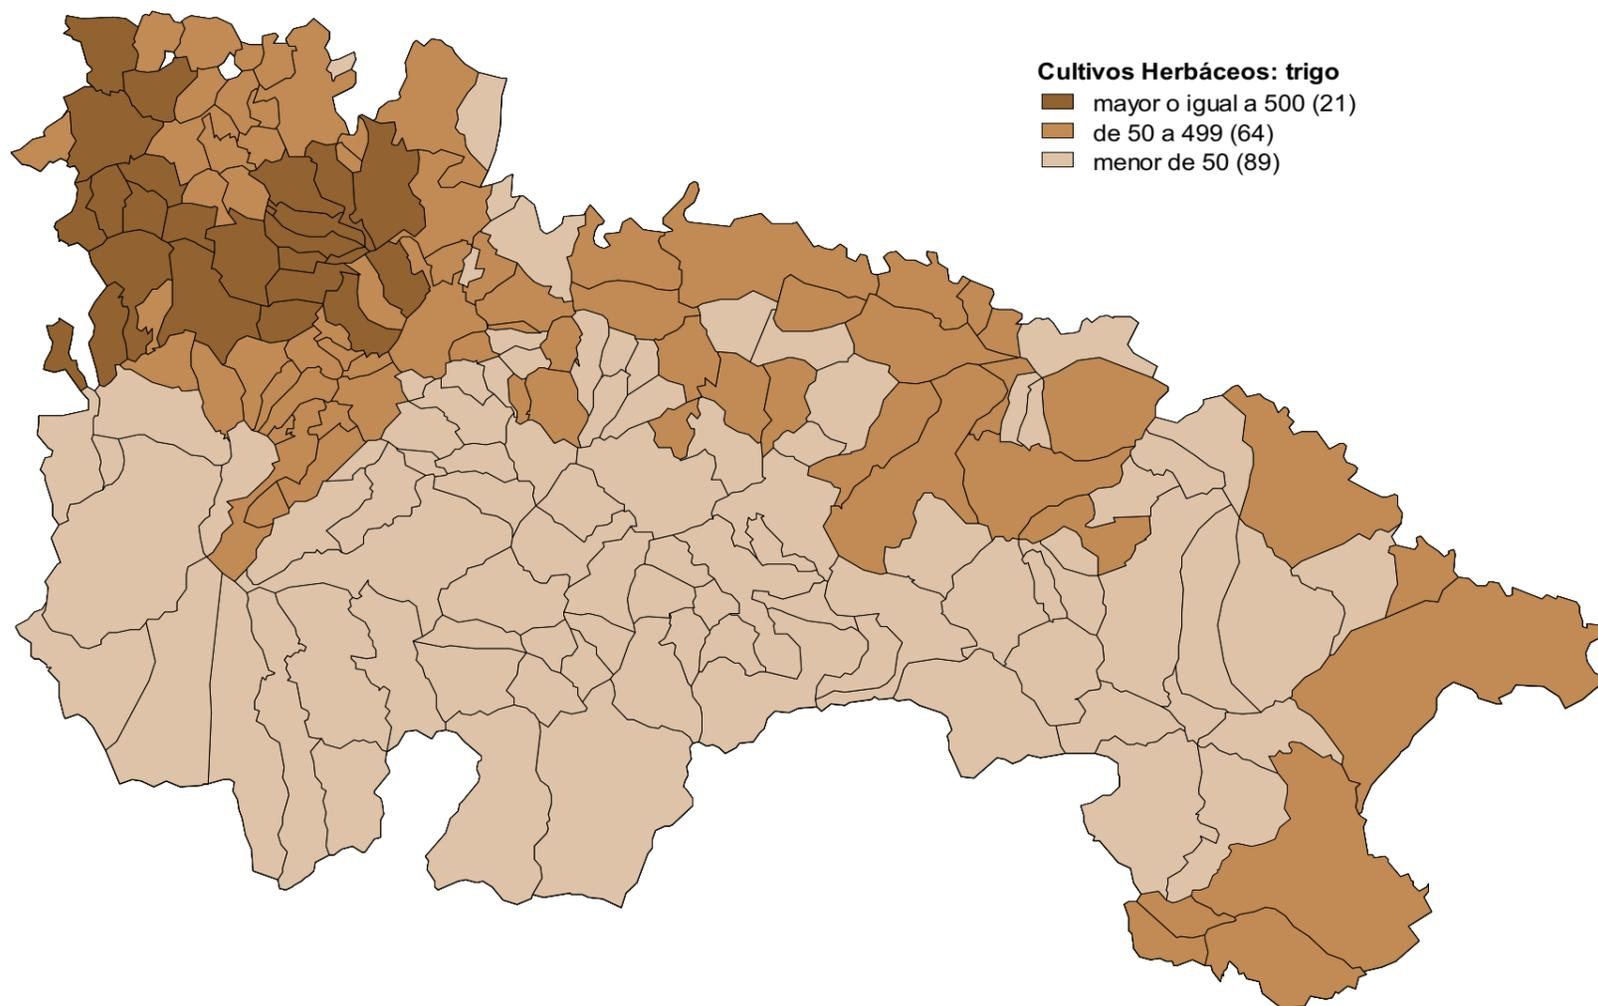 Cultivos Herbáceos: trigo
mayor o igual a 500 (21)
de 50 a 499 (64)
menor de 50 (89)